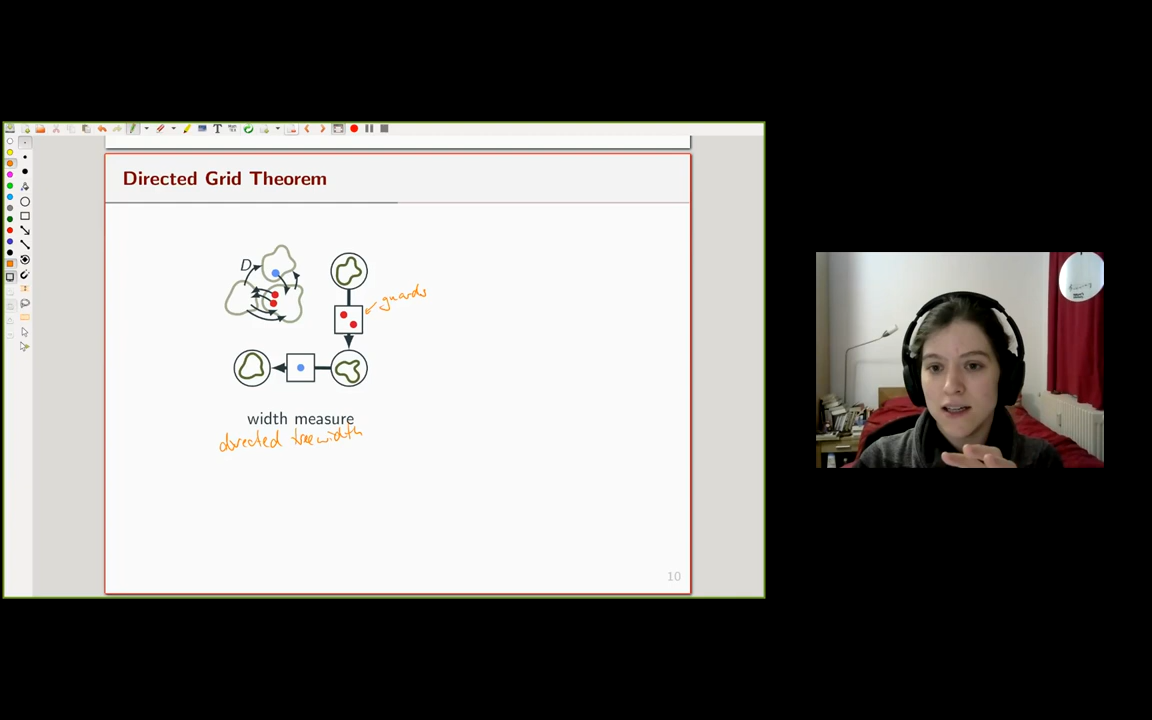 Directed Grid Theorem
D
guards
width measure
directed treewidth
10